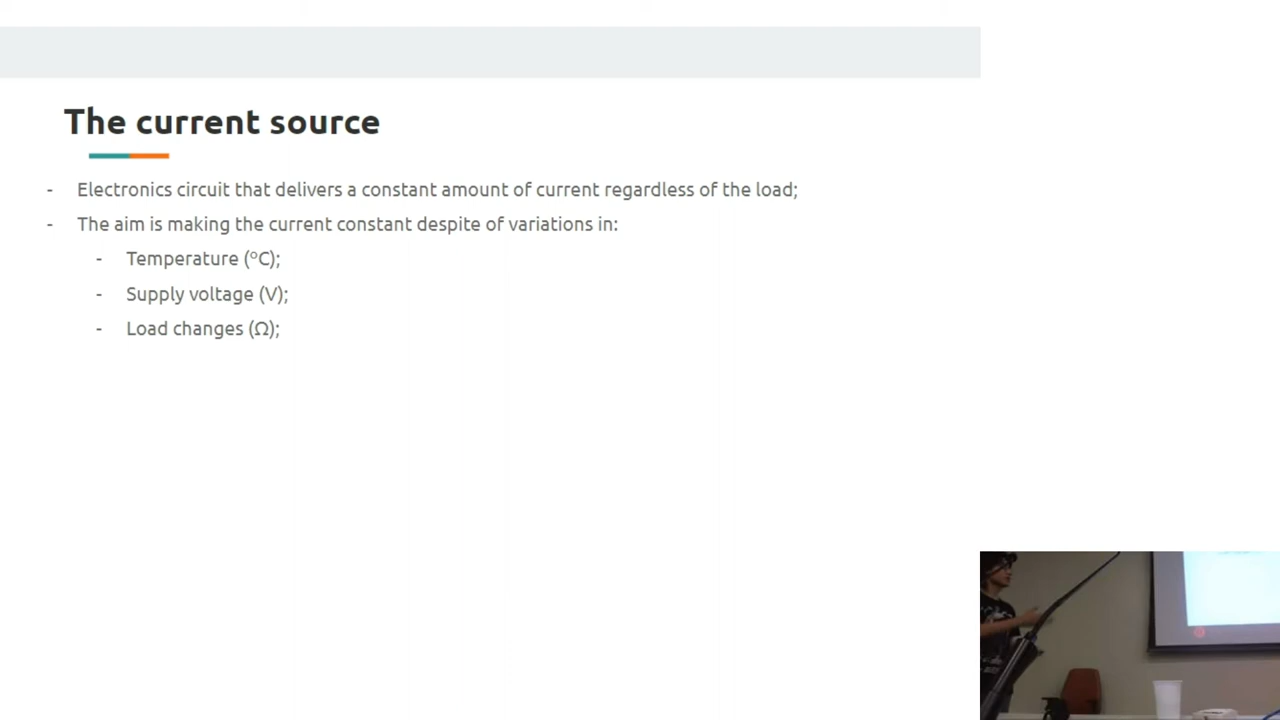 The current source
- Electronics circuit that delivers a constant amount of current regardless of the load;
- The aim is making the current constant despite of variations in:
- Temperature (ºC);
- Supply voltage (V);
- Load changes (Ω);